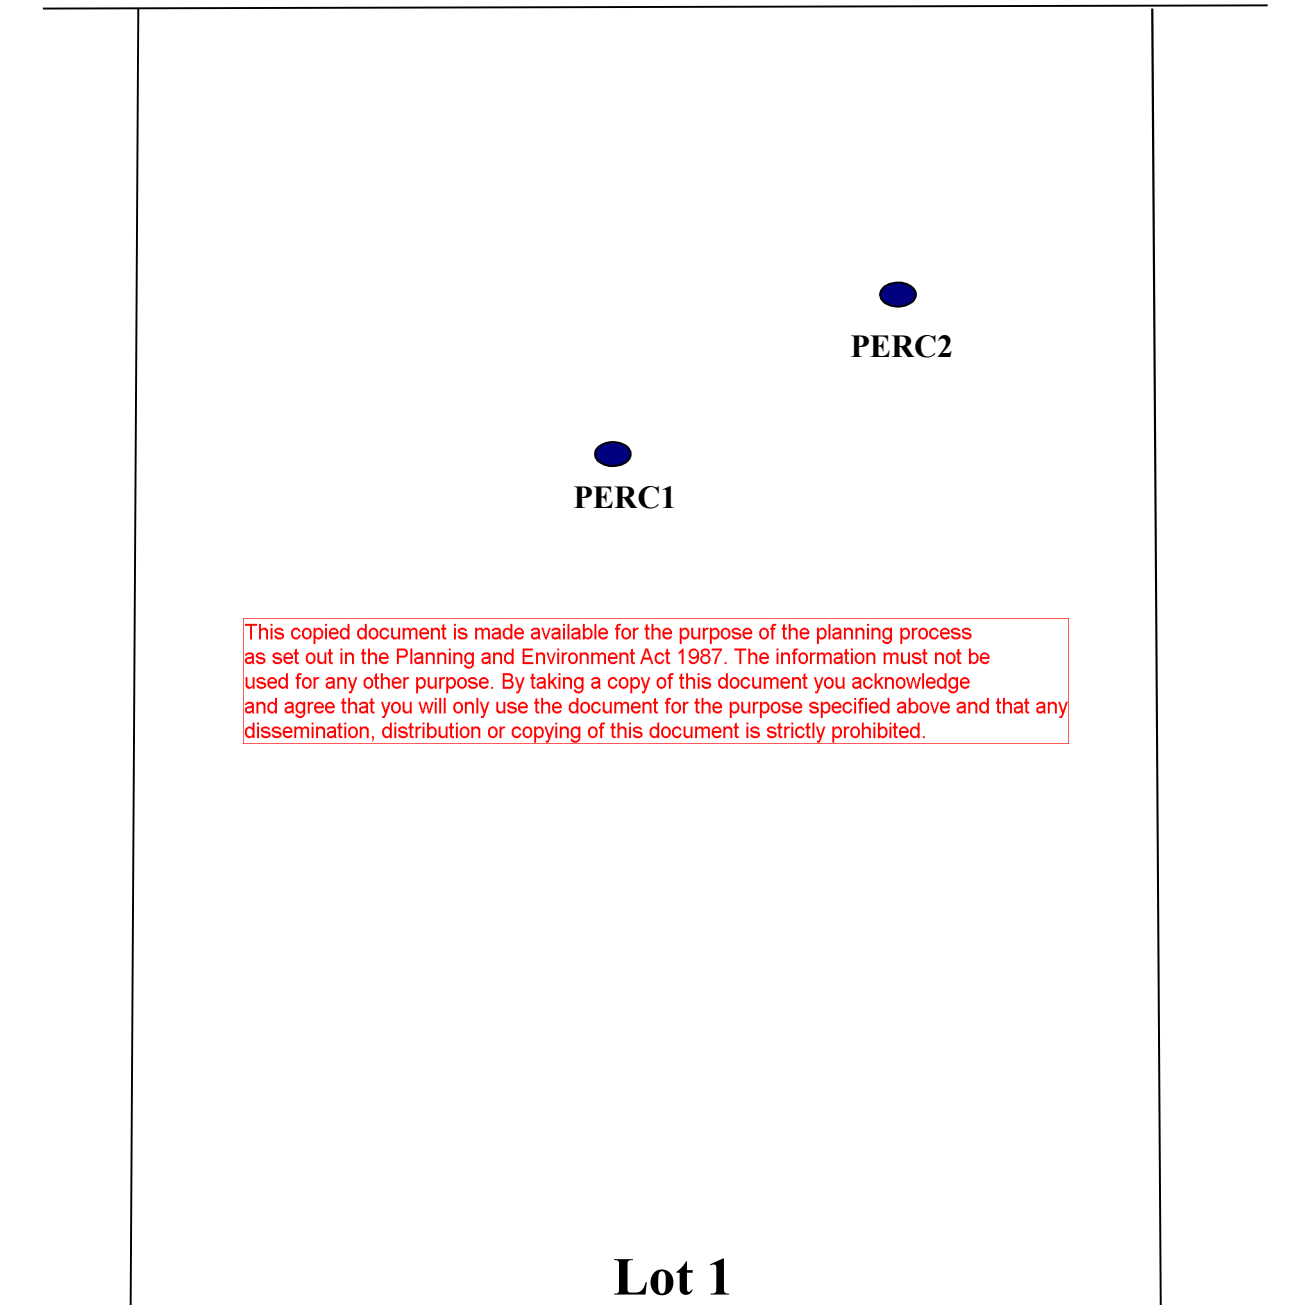 PERC2
PERC1
This copied document is made available for the purpose of the planning process
as set out in the Planning and Environment Act 1987. The information must not be
used for any other purpose. By taking a copy of this document you acknowledge
and agree that you will only use the document for the purpose specified above and that any
dissemination, distribution or copying of this document is strictly prohibited.
Lot 1